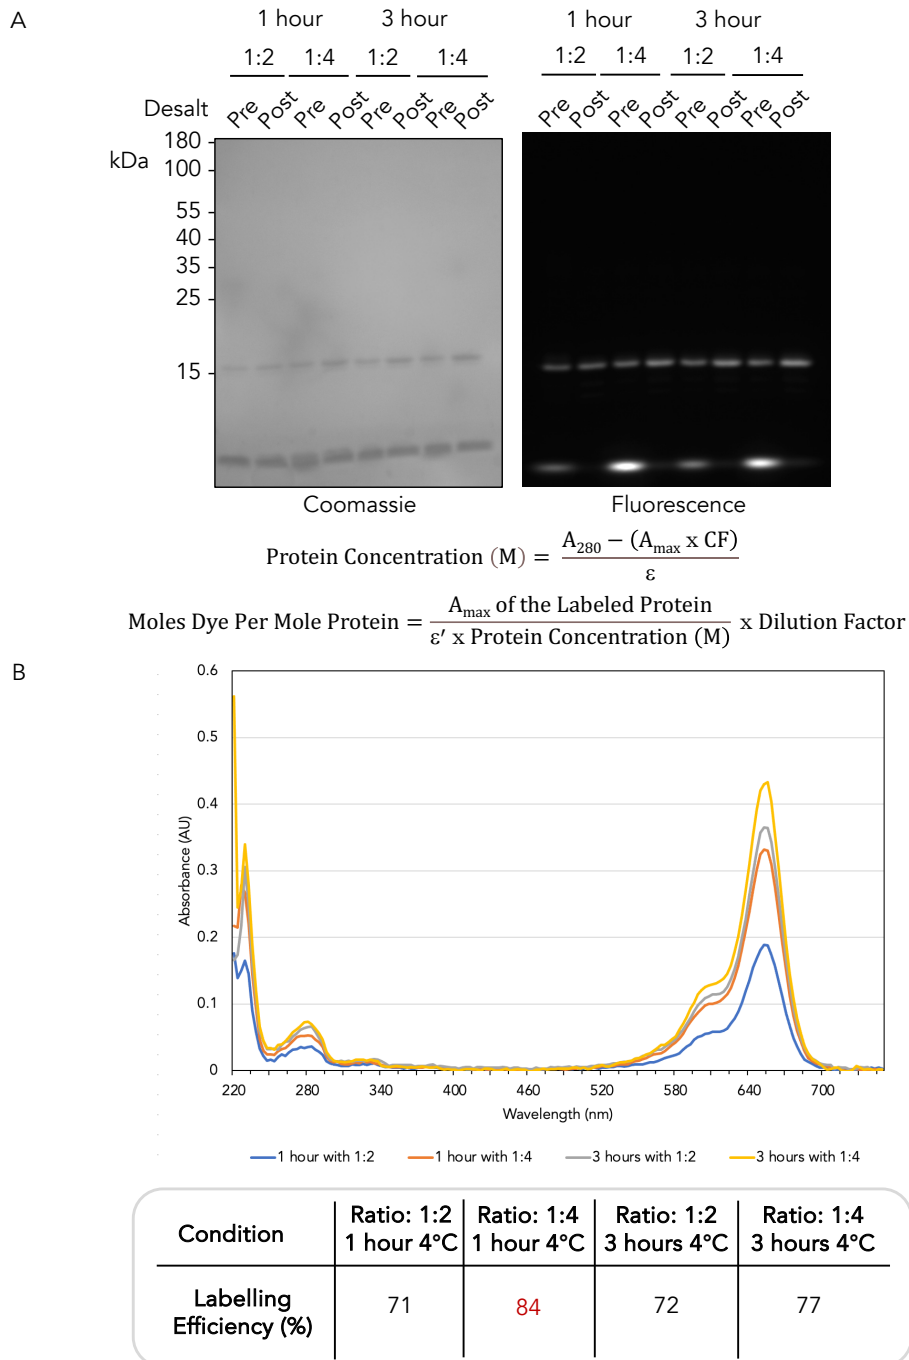 A
1 hour 3 hour
1:2 1:4 1:2 1:4
Desalt Pre Post Pre Post Pre Post Pre Post
1 hour 3 hour
1:2 1:4 1:2 1:4
Pre Post Pre Post Pre Post Pre Post
kDa
180
100
55
40
35
25
15
Coomassie Fluorescence
Protein Concentration (M) = A280 − (Amax x CF) / ε
Moles Dye Per Mole Protein = Amax of the Labeled Protein / ε′ x Protein Concentration (M) x Dilution Factor
B
0.6
0.5
0.4
0.3
0.2
0.1
0
Absorbance (AU)
220 280 340 400 460 520 580 640 700
Wavelength (nm)
1 hour with 1:2 1 hour with 1:4 3 hours with 1:2 3 hours with 1:4
Condition
Ratio: 1:2 1 hour 4°C
Ratio: 1:4 1 hour 4°C
Ratio: 1:2 3 hours 4°C
Ratio: 1:4 3 hours 4°C
Labelling
Efficiency (%)
71 84 72 77